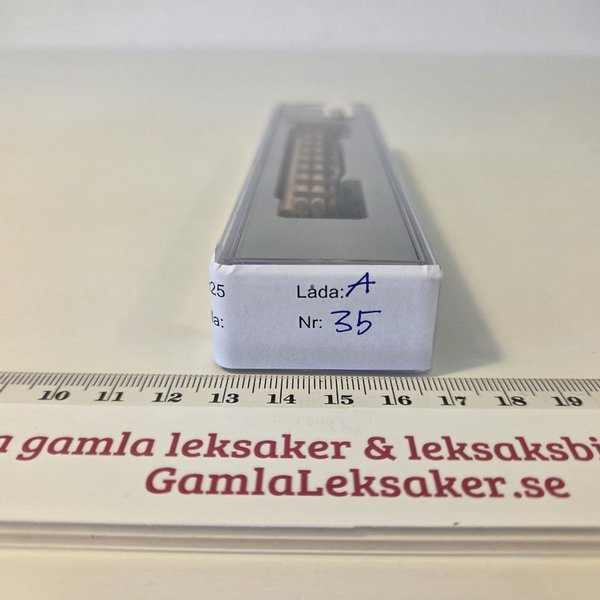 25
Låda: A
la:
Nr: 35
10 11 12 13 14 15 16 17 18 19
a gamla leksaker & leksaksbi
GamlaLeksaker.se